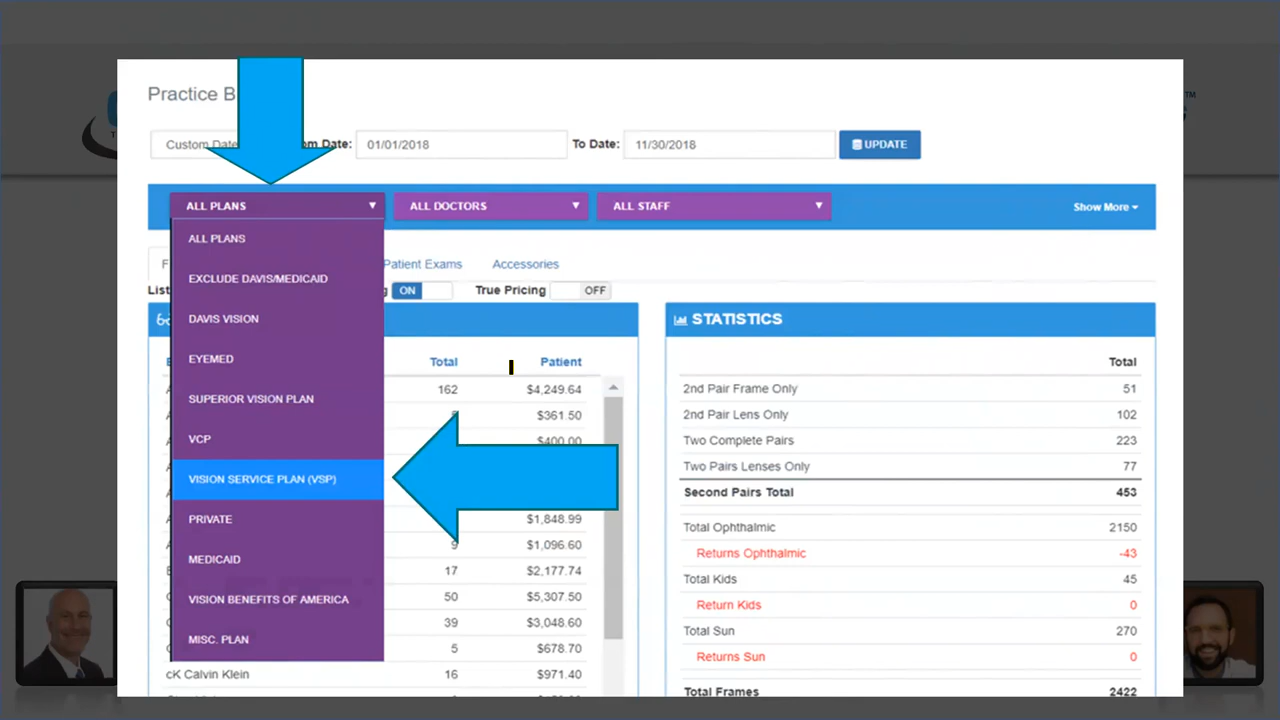 Practice B
Custom Date
om Date:
01/01/2018
To Date:
11/30/2018
UPDATE
ALL PLANS
ALL DOCTORS
ALL STAFF
Show More
ALL PLANS
EXCLUDE DAVIS/MEDICAID
DAVIS VISION
EYEMED
SUPERIOR VISION PLAN
VCP
VISION SERVICE PLAN (VSP)
PRIVATE
MEDICAID
VISION BENEFITS OF AMERICA
MISC. PLAN
F
Patient Exams
Accessories
List
g
ON
True Pricing
OFF
Total
Patient
162
$4,249.64
$361.50
$400.00
$1,848.99
9
$1,096.60
17
$2,177.74
50
$5,307.50
39
$3,048.60
5
$678.70
cK Calvin Klein
16
$971.40
STATISTICS
Total
2nd Pair Frame Only
51
2nd Pair Lens Only
102
Two Complete Pairs
223
Two Pairs Lenses Only
77
Second Pairs Total
453
Total Ophthalmic
2150
Returns Ophthalmic
-43
Total Kids
45
Return Kids
0
Total Sun
270
Returns Sun
0
Total Frames
2422
TM